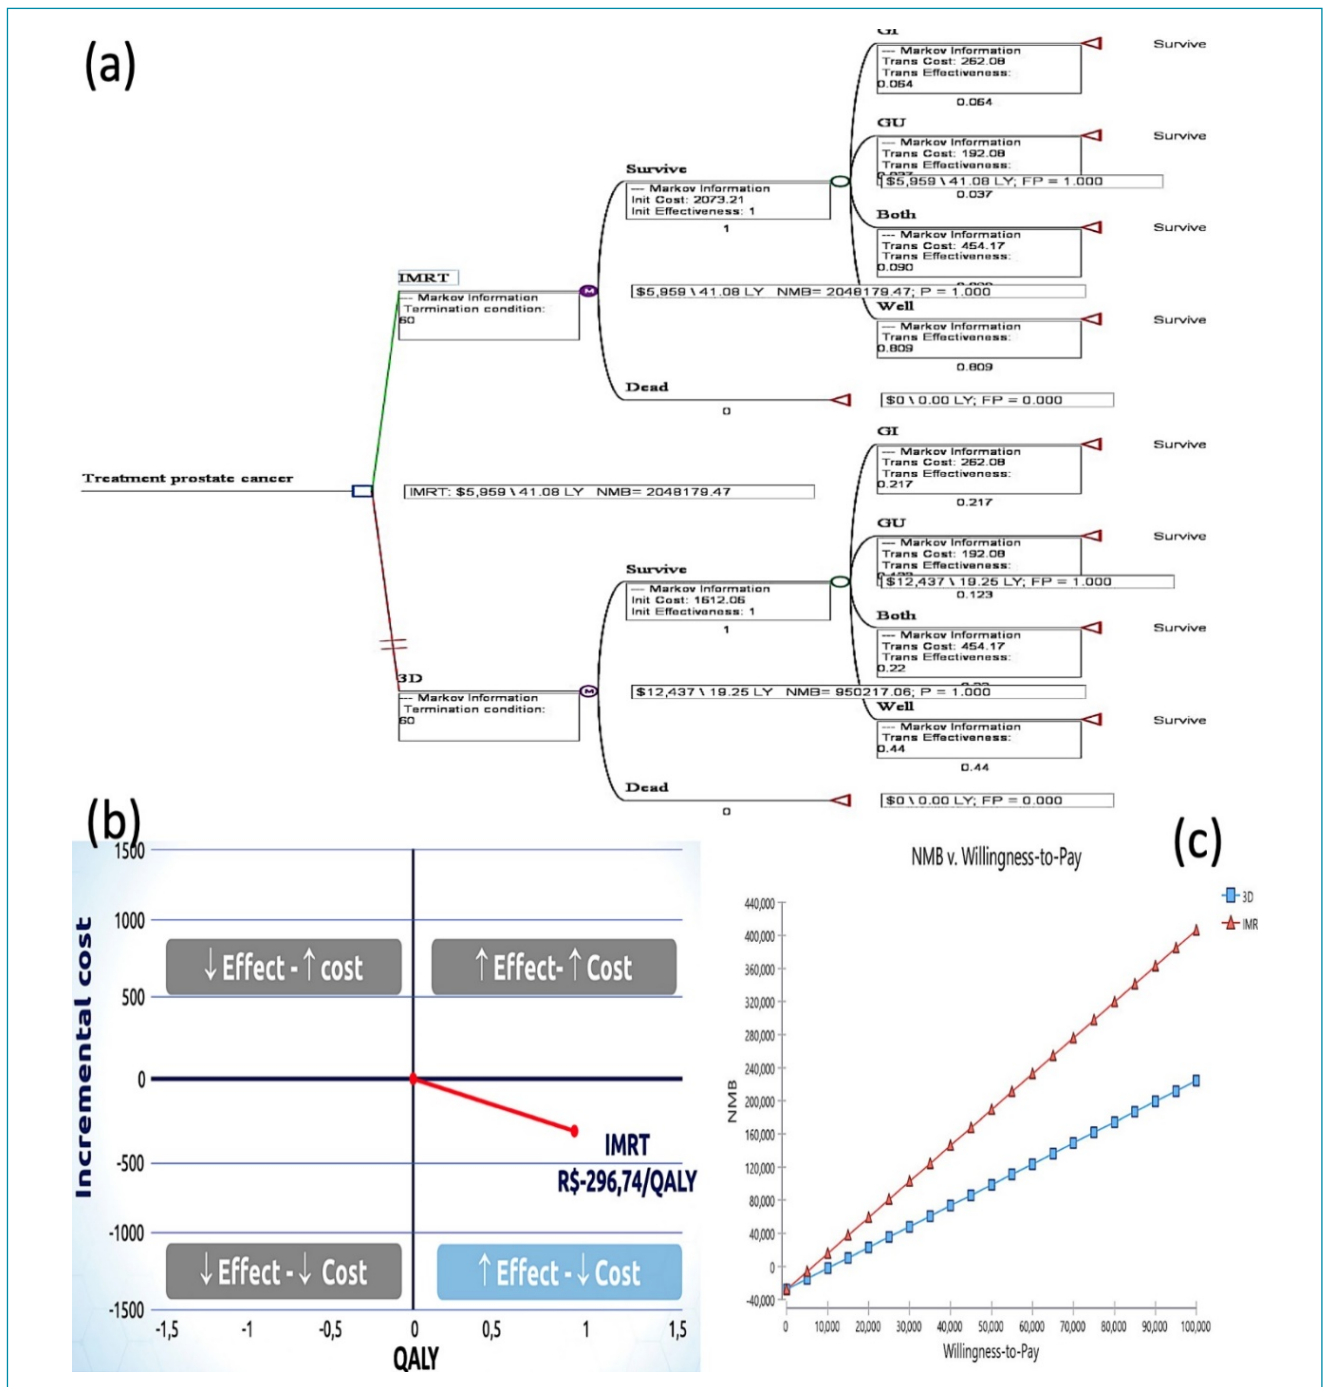 (a)
GI
--- Markov Information
Trans Cost: 262.08
Trans Effectiveness:
0.064
0.064
Survive
GU
--- Markov Information
Trans Cost: 192.08
Trans Effectiveness:
$5,959 \ 41.08 LY; FP = 1.000
0.037
Survive
Survive
--- Markov Information
Init Cost: 2073.21
Init Effectiveness: 1
1
Both
--- Markov Information
Trans Cost: 454.17
Trans Effectiveness:
0.090
Survive
IMRT
--- Markov Information
Termination condition:
60
$5,959 \ 41.08 LY NMB= 2048179.47; P = 1.000
Well
--- Markov Information
Trans Effectiveness:
0.809
0.809
Survive
Dead
0
$0 \ 0.00 LY; FP = 0.000
Treatment prostate cancer
IMRT: $5,959 \ 41.08 LY NMB= 2048179.47
GI
--- Markov Information
Trans Cost: 262.08
Trans Effectiveness:
0.217
0.217
Survive
GU
--- Markov Information
Trans Cost: 192.08
Trans Effectiveness:
$12,437 \ 19.25 LY; FP = 1.000
0.123
Survive
Survive
--- Markov Information
Init Cost: 1612.06
Init Effectiveness: 1
1
Both
--- Markov Information
Trans Cost: 454.17
Trans Effectiveness:
0.22
Survive
3D
--- Markov Information
Termination condition:
60
$12,437 \ 19.25 LY NMB= 950217.06; P = 1.000
Well
--- Markov Information
Trans Effectiveness:
0.44
0.44
Survive
Dead
0
$0 \ 0.00 LY; FP = 0.000
(b)
Incremental cost
1500
1000
500
0
-500
-1000
-1500
↓Effect - ↑cost
↑Effect- ↑Cost
IMRT
R$-296,74/QALY
↓Effect - ↓ Cost
↑Effect - ↓Cost
-1,5
-1
-0,5
0
0,5
1
1,5
QALY
(c)
NMB v. Willingness-to-Pay
3D
IMR
NMB
440,000
400,000
360,000
320,000
280,000
240,000
200,000
160,000
120,000
80,000
40,000
0
-40,000
0
10,000
20,000
30,000
40,000
50,000
60,000
70,000
80,000
90,000
100,000
Willingness-to-Pay